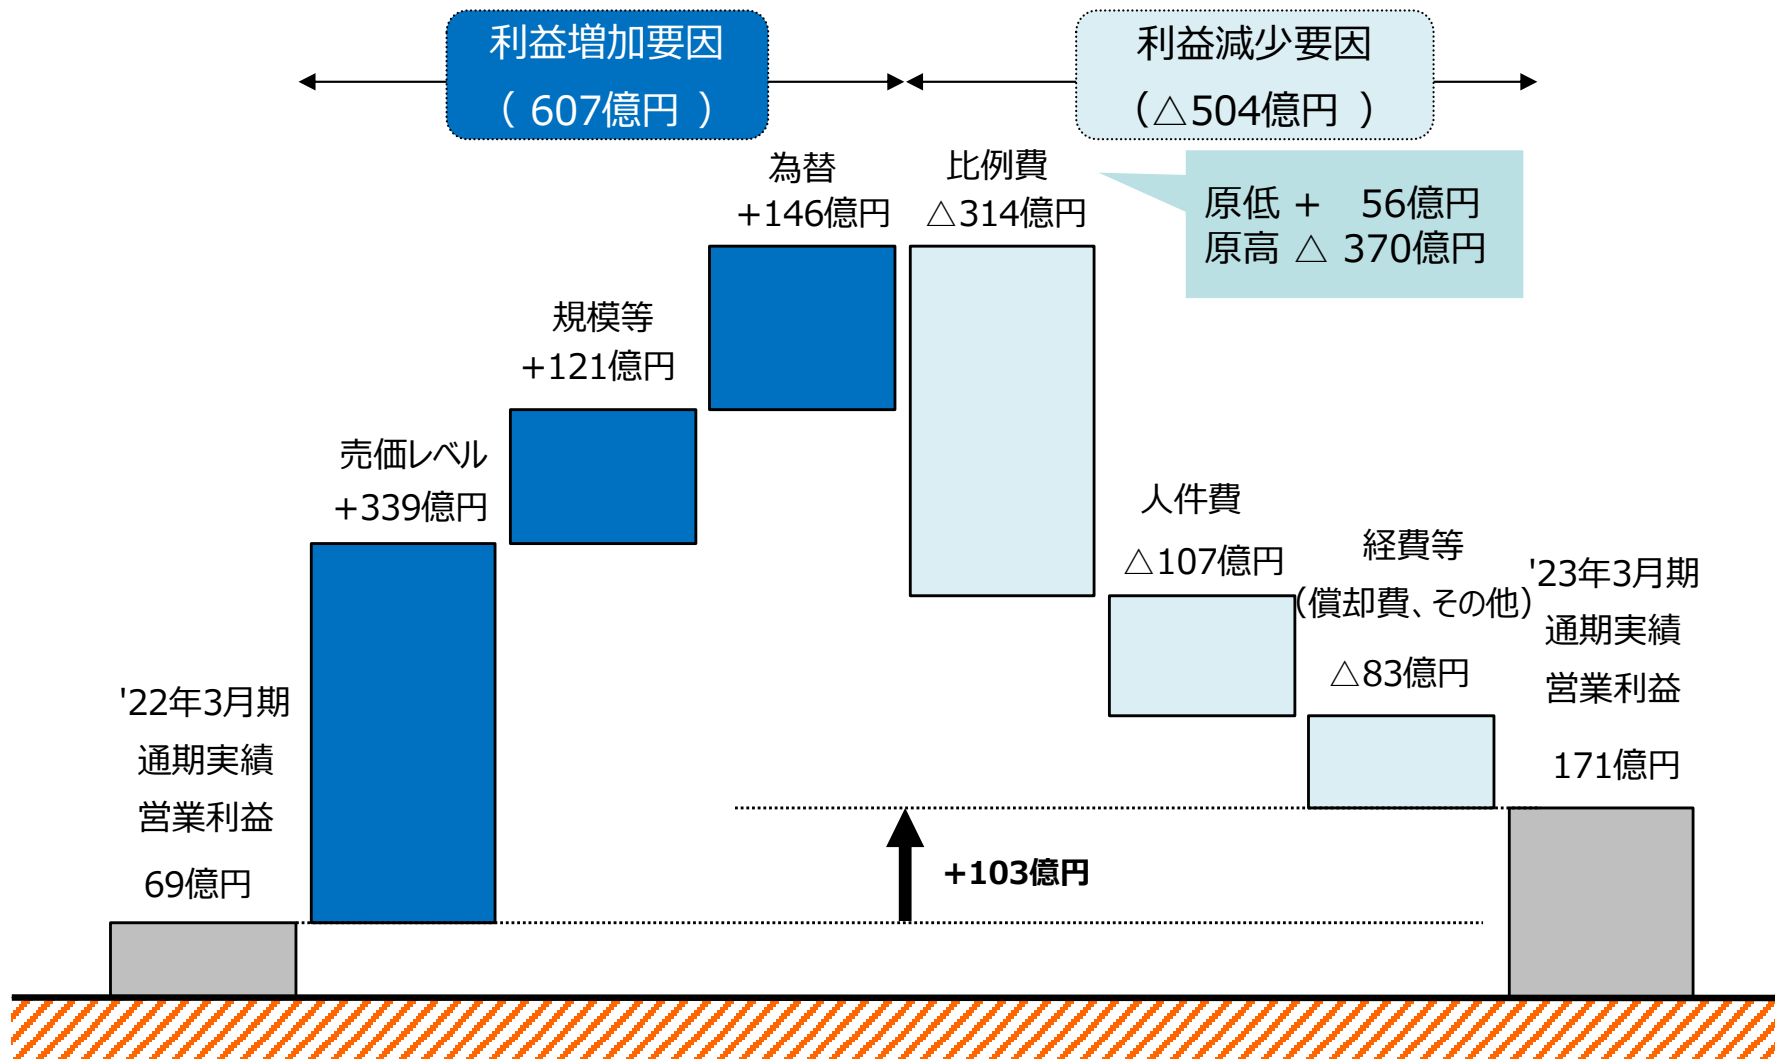 利益増加要因
（ 607億円 ）
利益減少要因
（△504億円 ）
為替
+146億円
比例費
△314億円
原低 +　56億円
原高 △ 370億円
規模等
+121億円
売価レベル
+339億円
人件費
△107億円
経費等
（償却費、その他）
△83億円
'23年3月期
通期実績
営業利益
171億円
'22年3月期
通期実績
営業利益
69億円
+103億円